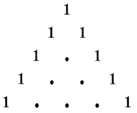 1
1 1
1 . 1
1 . . 1
1 . . . 1